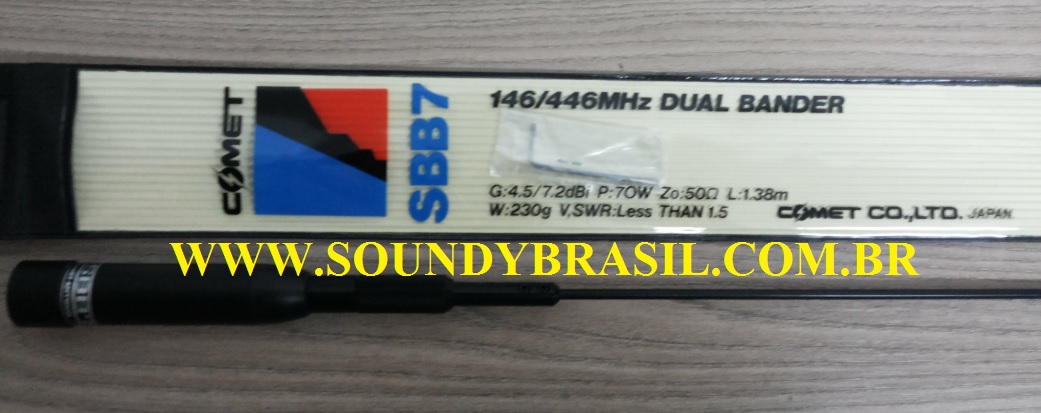 COMET
SBB7
146/446MHz DUAL BANDER
G:4.5/7.2dBi P:70W Zo:50Ω L:1.38m
W:230g V,SWR:Less THAN 1.5
COMET CO.,LTD. JAPAN
WWW.SOUNDYBRASIL.COM.BR